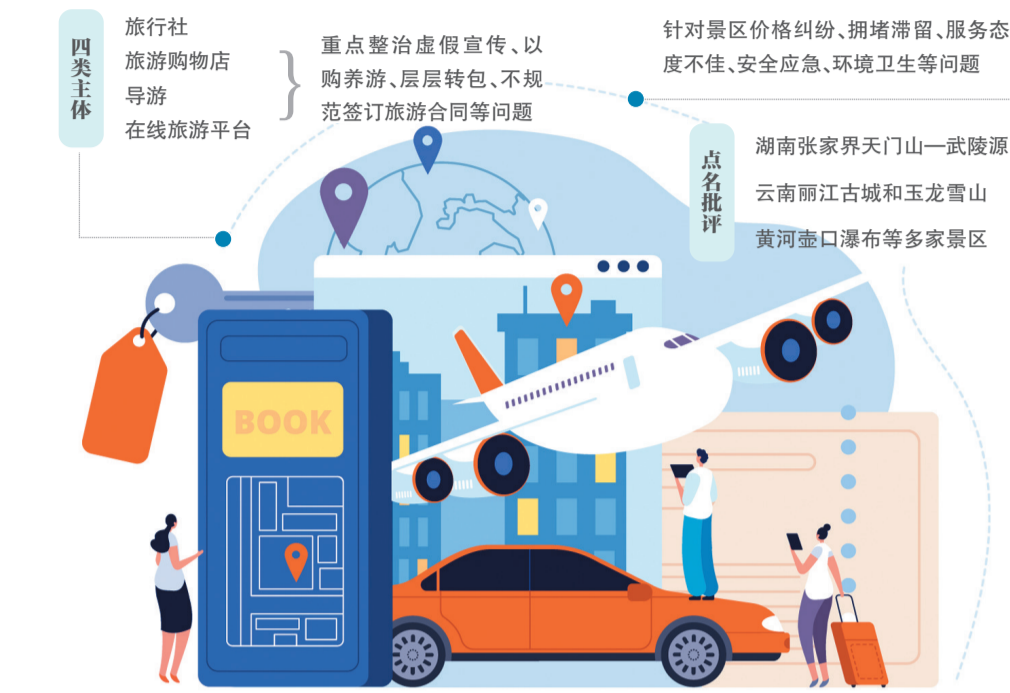 四类主体
旅行社
旅游购物店
导游
在线旅游平台
重点整治虚假宣传、以
购养游、层层转包、不规
范签订旅游合同等问题
针对景区价格纠纷、拥堵滞留、服务态
度不佳、安全应急、环境卫生等问题
点名批评
湖南张家界天门山—武陵源
云南丽江古城和玉龙雪山
黄河壶口瀑布等多家景区
BOOK